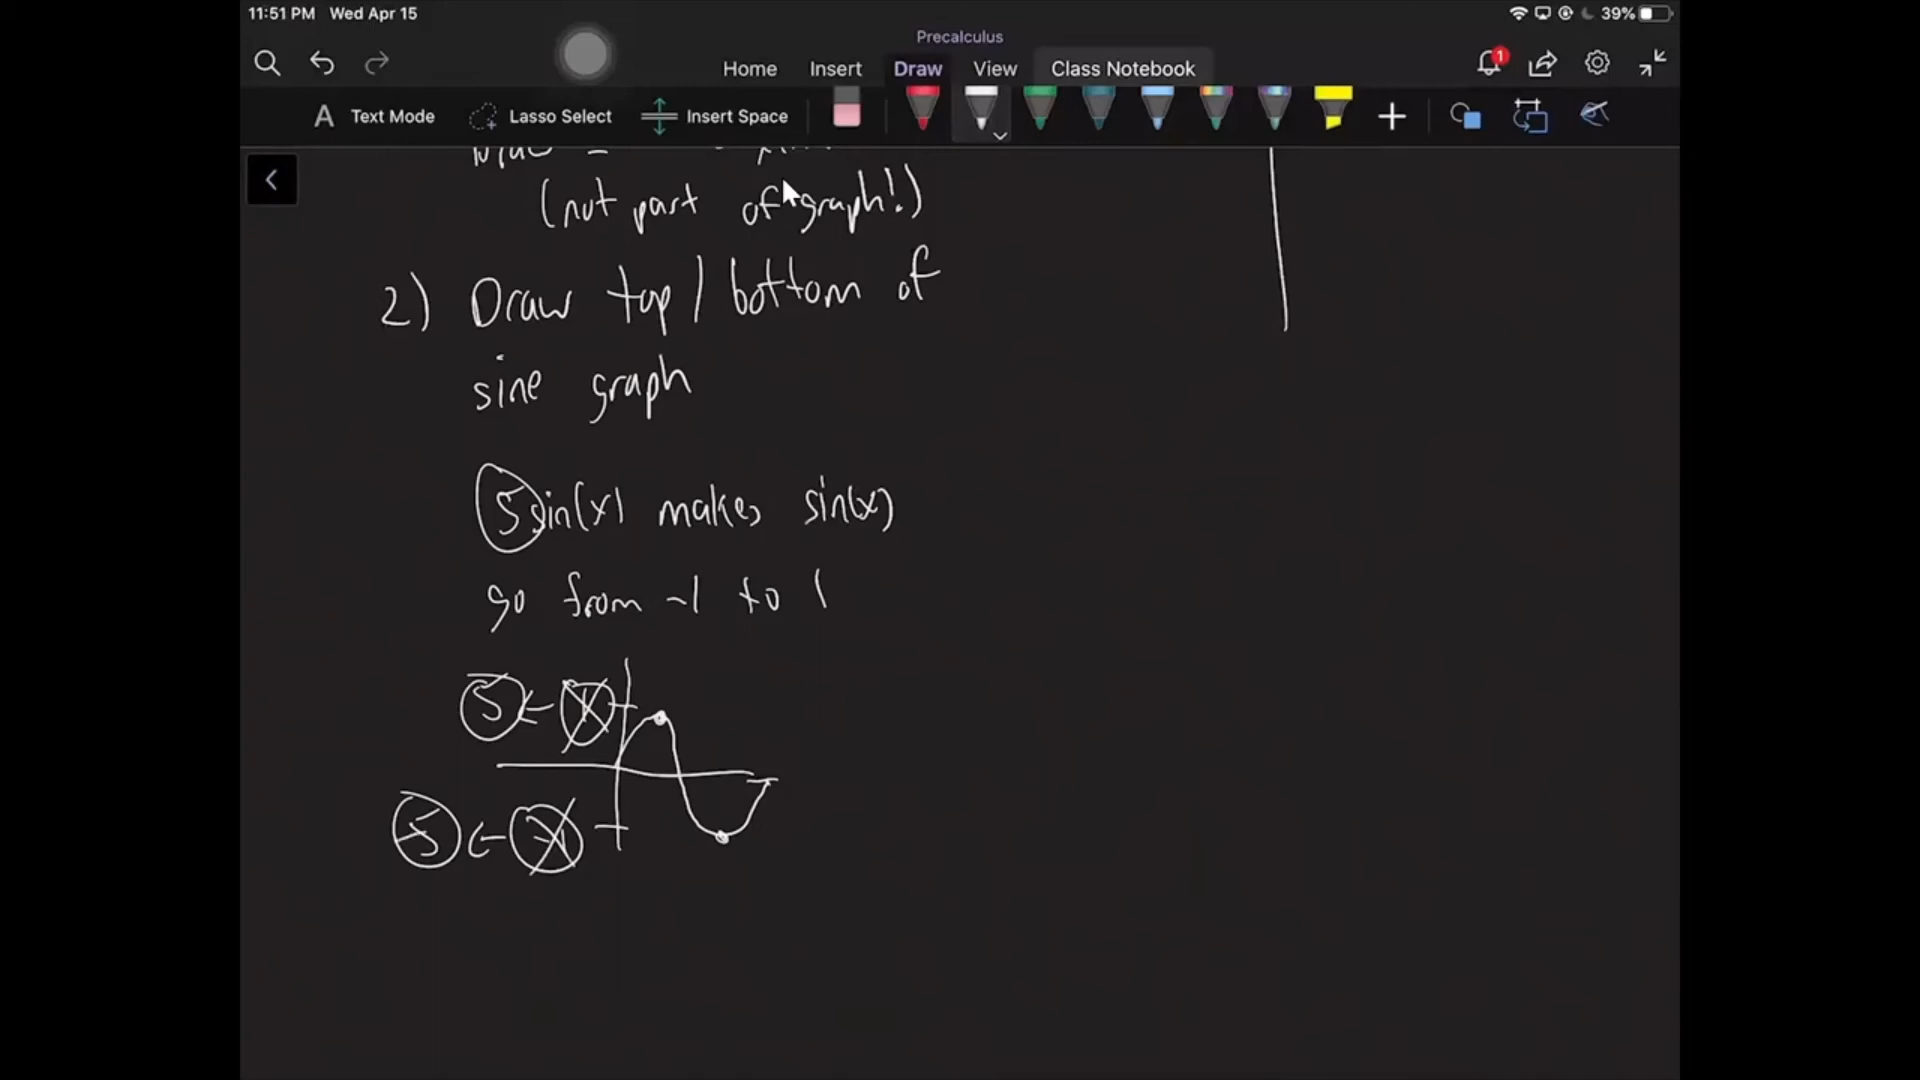 11:51 PM Wed Apr 15
39%
Precalculus
Home Insert Draw View Class Notebook
1
Text Mode Lasso Select Insert Space
(not part of graph!)
2) Draw top/bottom of
sine graph
5sin(x) makes sin(x)
go from -1 to 1
5 ← 1
-5 ← -1